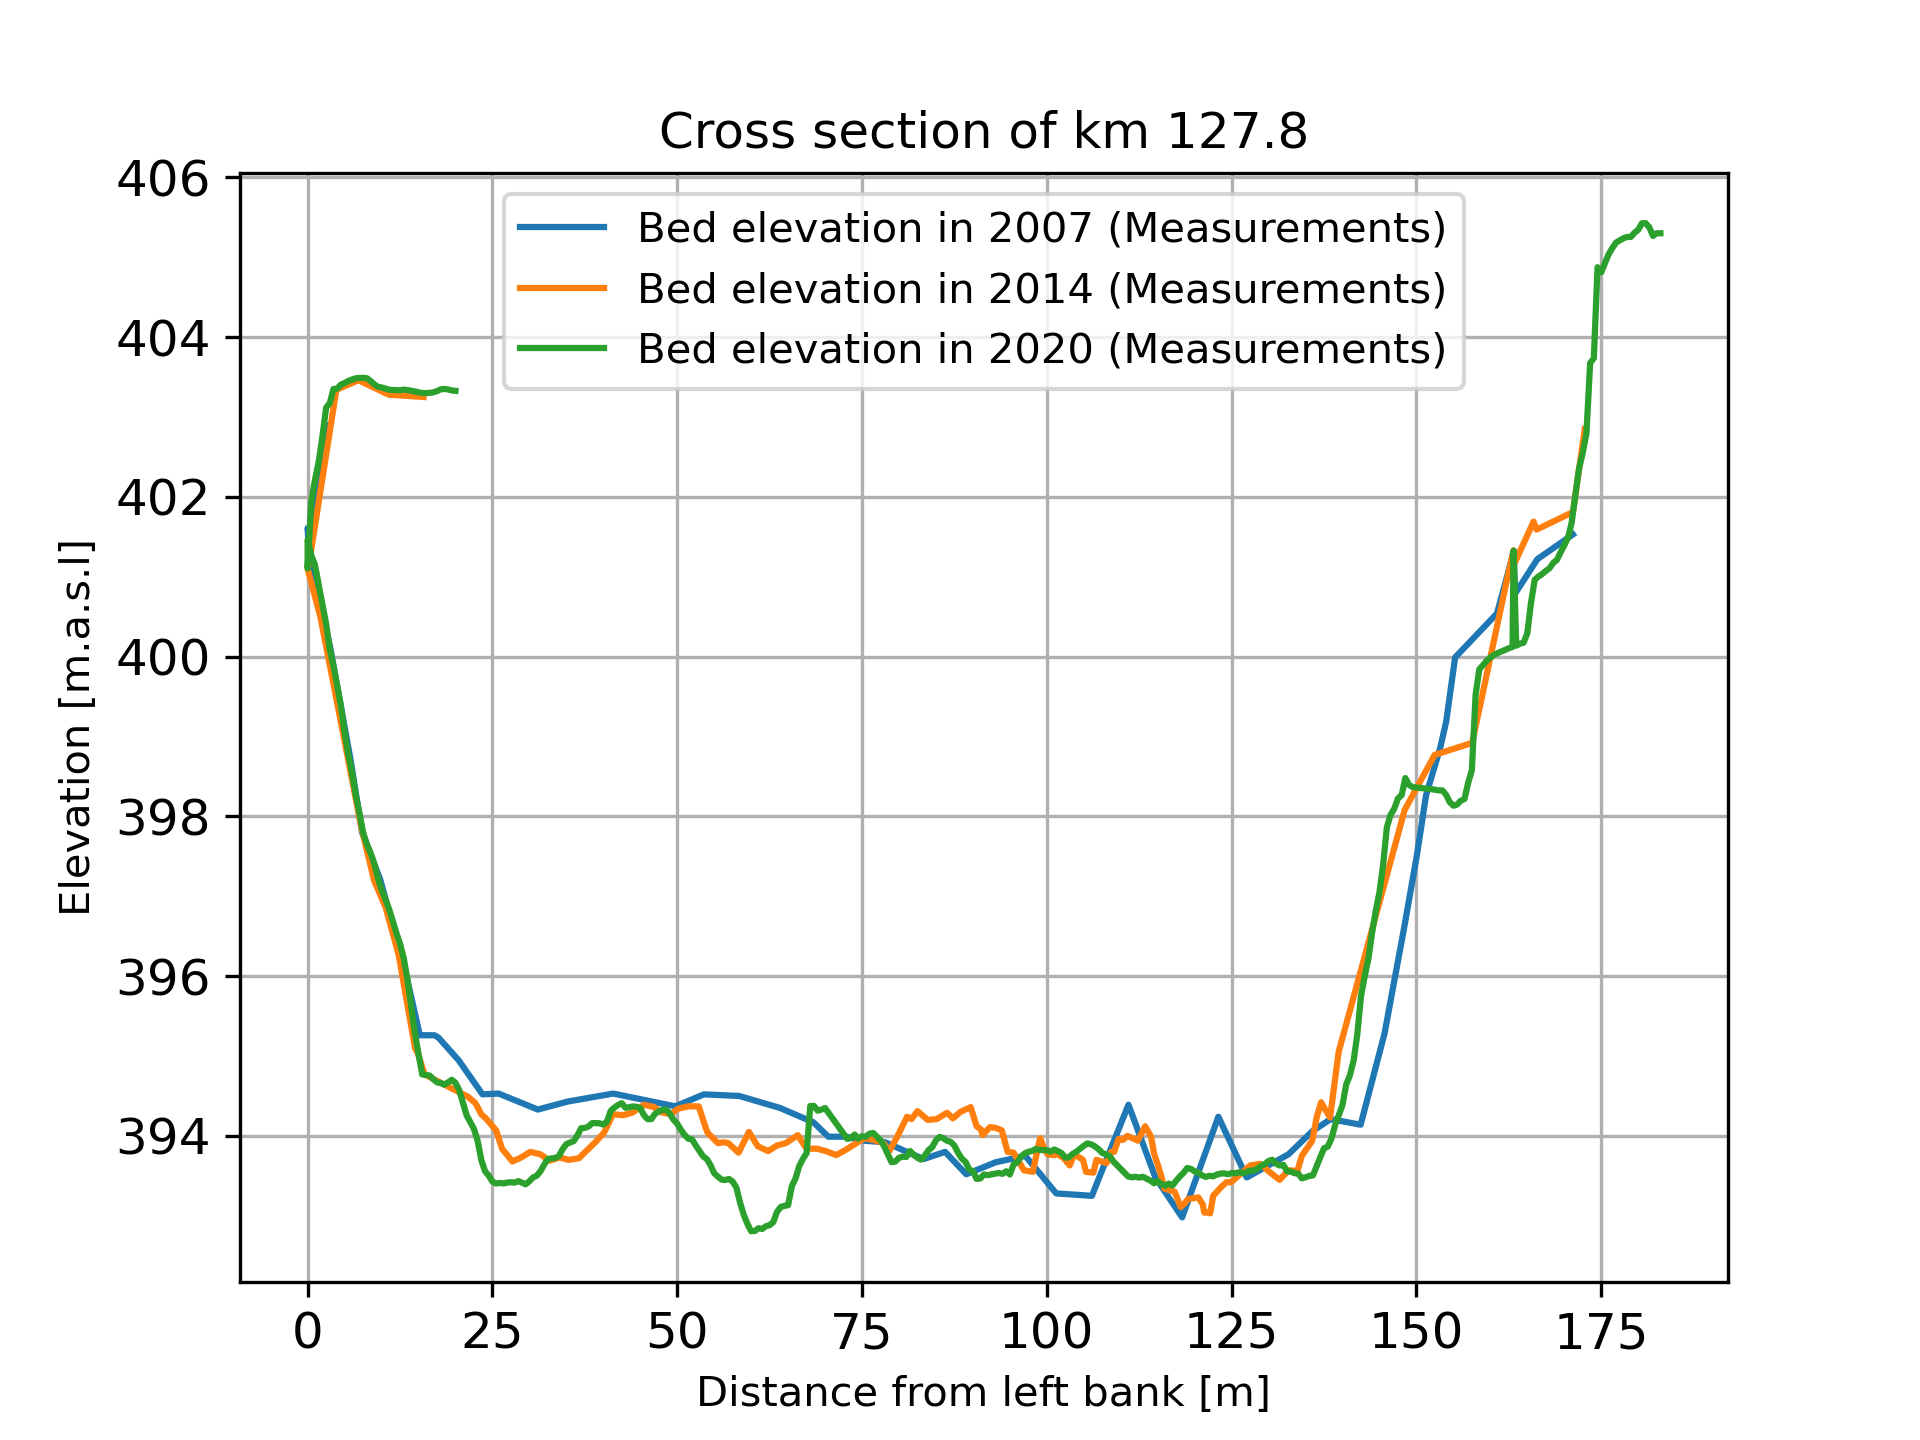 Cross section of km 127.8
Bed elevation in 2007 (Measurements)
Bed elevation in 2014 (Measurements)
Bed elevation in 2020 (Measurements)
Elevation [m.a.s.l]
406
404
402
400
398
396
394
0 25 50 75 100 125 150 175
Distance from left bank [m]